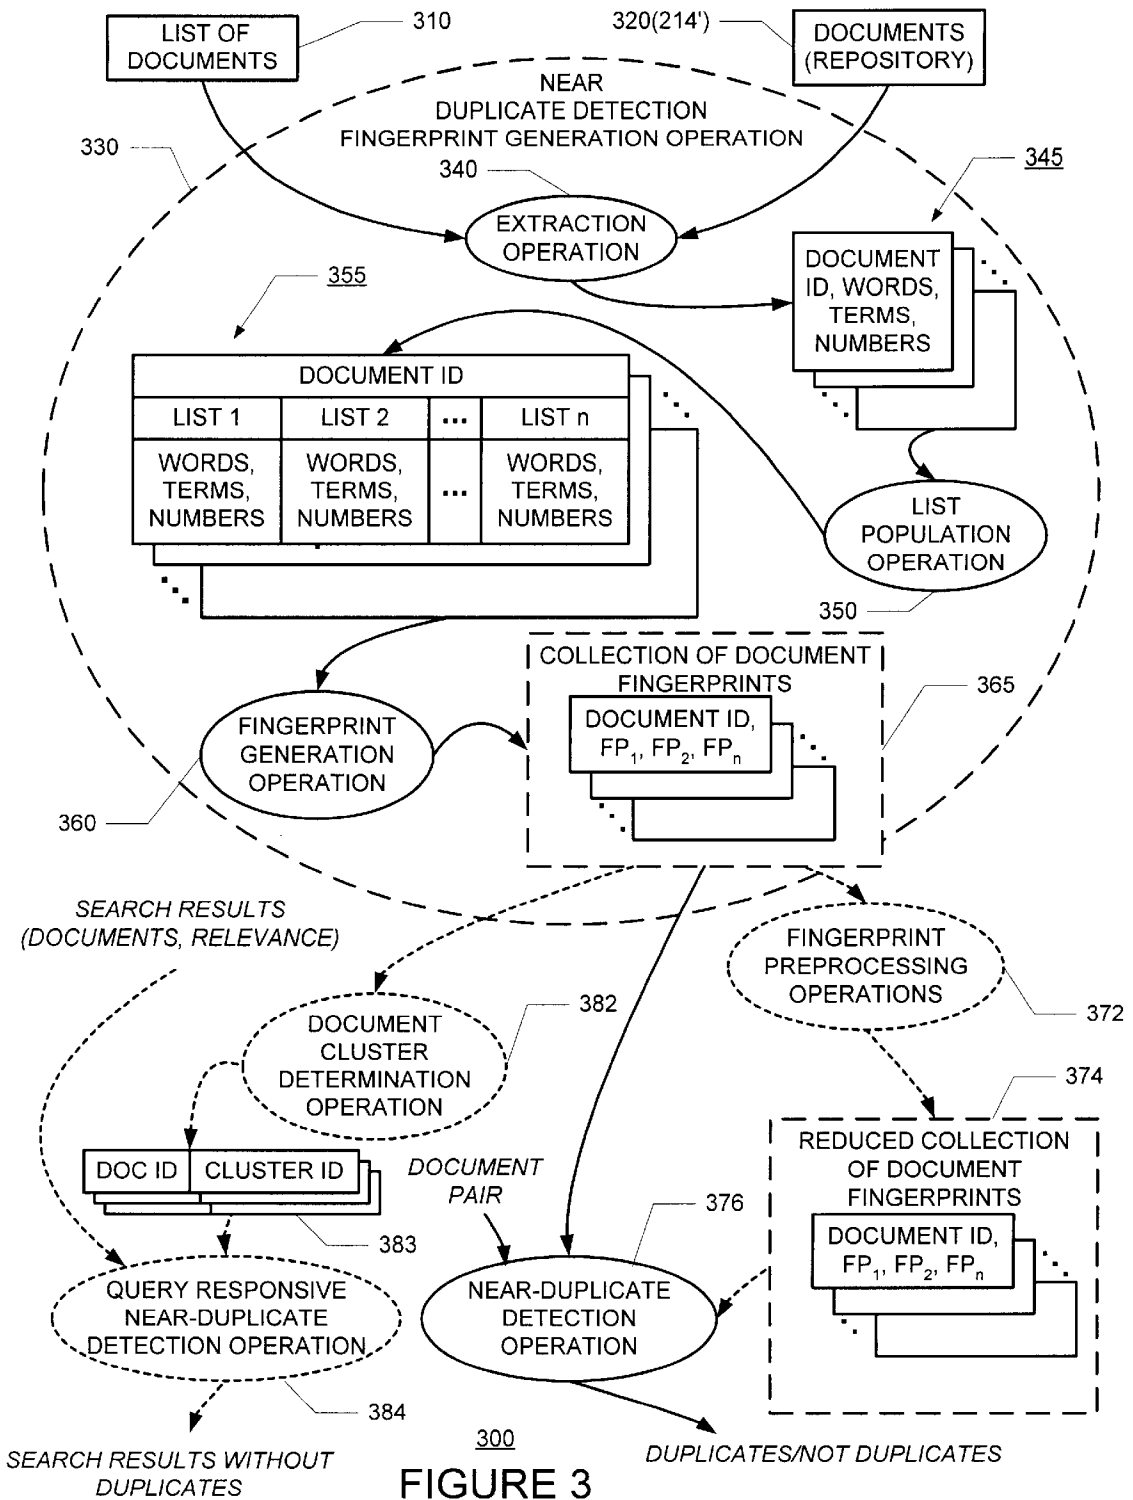 LIST OF
DOCUMENTS
310
320(214')
DOCUMENTS
(REPOSITORY)
NEAR
DUPLICATE DETECTION
FINGERPRINT GENERATION OPERATION
330
340
345
EXTRACTION
OPERATION
DOCUMENT
ID, WORDS,
TERMS,
NUMBERS
355
DOCUMENT ID
LIST 1
LIST 2
...
LIST n
WORDS,
TERMS,
NUMBERS
WORDS,
TERMS,
NUMBERS
...
WORDS,
TERMS,
NUMBERS
LIST
POPULATION
OPERATION
350
COLLECTION OF DOCUMENT
FINGERPRINTS
365
DOCUMENT ID,
FP1, FP2, FPn
FINGERPRINT
GENERATION
OPERATION
360
SEARCH RESULTS
(DOCUMENTS, RELEVANCE)
FINGERPRINT
PREPROCESSING
OPERATIONS
372
382
DOCUMENT
CLUSTER
DETERMINATION
OPERATION
374
REDUCED COLLECTION
OF DOCUMENT
FINGERPRINTS
DOCUMENT ID,
FP1, FP2, FPn
DOC ID
CLUSTER ID
383
DOCUMENT
PAIR
376
QUERY RESPONSIVE
NEAR-DUPLICATE
DETECTION OPERATION
384
NEAR-DUPLICATE
DETECTION
OPERATION
SEARCH RESULTS WITHOUT
DUPLICATES
300
DUPLICATES/NOT DUPLICATES
FIGURE 3